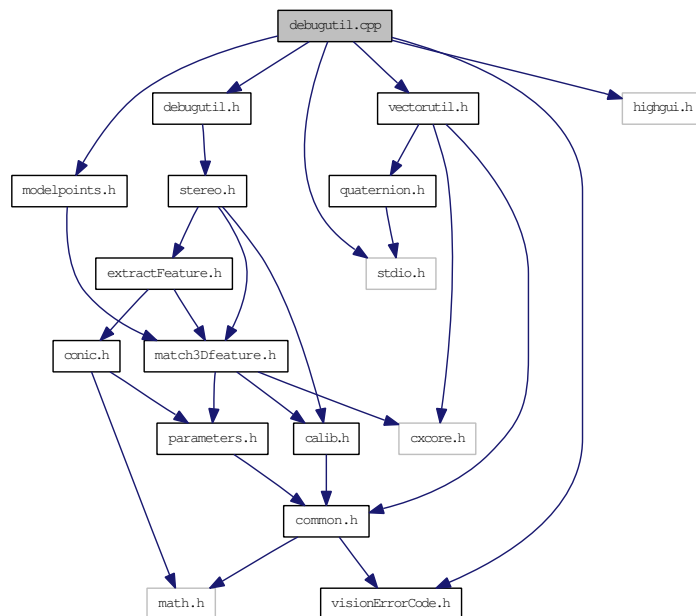 debugutil.cpp
debugutil.h
vectorutil.h
highgui.h
modelpoints.h
stereo.h
quaternion.h
extractFeature.h
stdio.h
conic.h
match3Dfeature.h
parameters.h
calib.h
cxcore.h
common.h
math.h
visionErrorCode.h